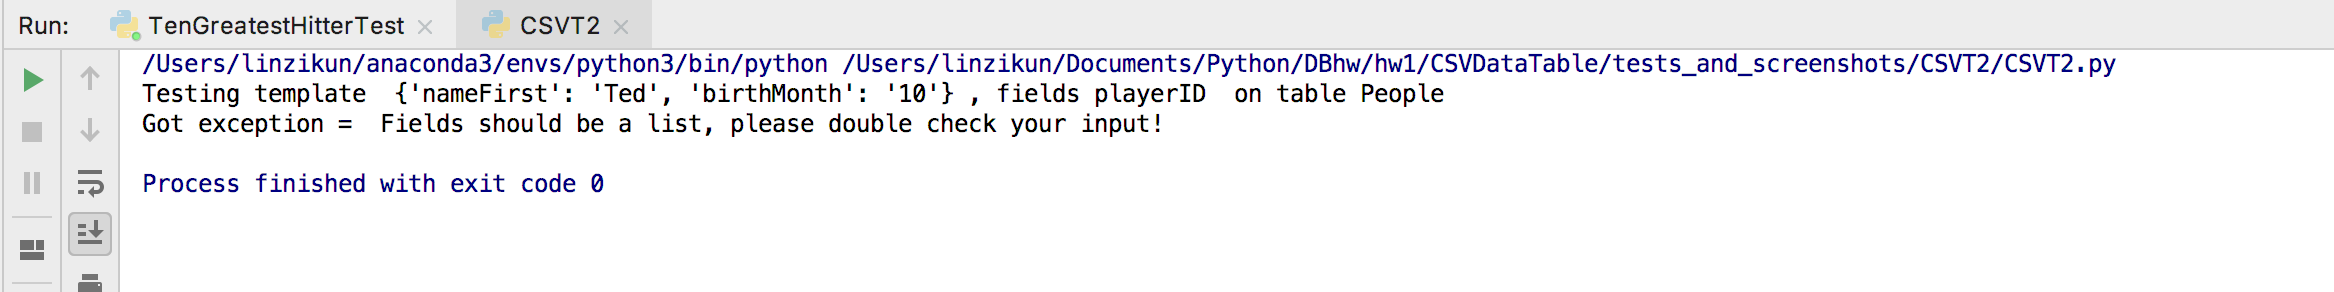 Run: TenGreatestHitterTest × CSVT2 ×
/Users/linzikun/anaconda3/envs/python3/bin/python /Users/linzikun/Documents/Python/DBhw/hw1/CSVDataTable/tests_and_screenshots/CSVT2/CSVT2.py
Testing template  {'nameFirst': 'Ted', 'birthMonth': '10'} , fields playerID  on table People
Got exception =  Fields should be a list, please double check your input!
Process finished with exit code 0